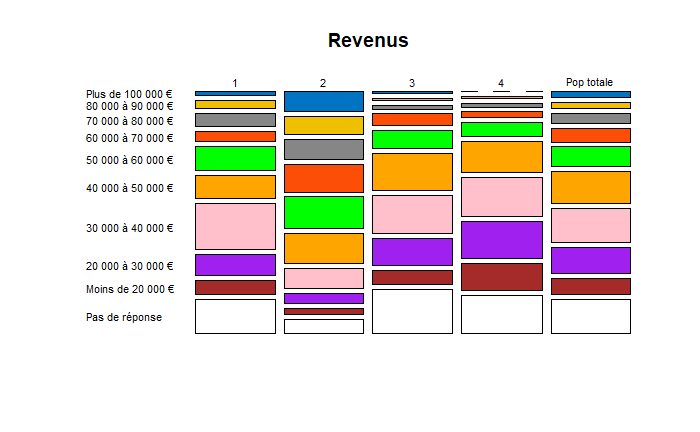 Revenus
1 2 3 4 Pop totale
Plus de 100 000 €
80 000 à 90 000 €
70 000 à 80 000 €
60 000 à 70 000 €
50 000 à 60 000 €
40 000 à 50 000 €
30 000 à 40 000 €
20 000 à 30 000 €
Moins de 20 000 €
Pas de réponse